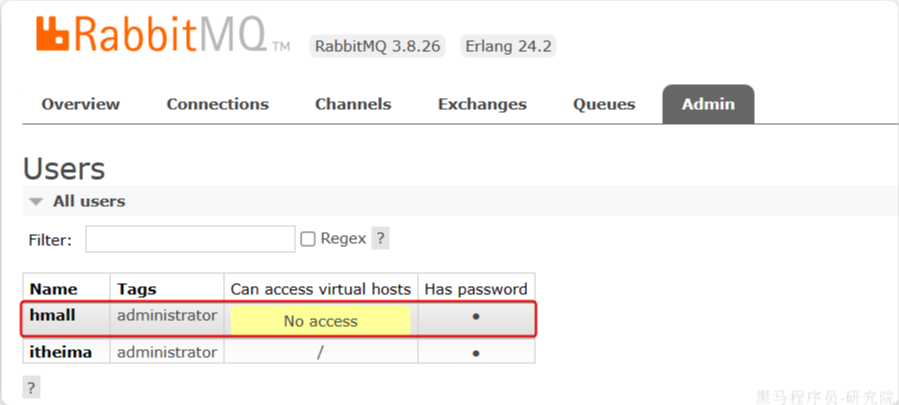 RabbitMQ TM RabbitMQ 3.8.26 Erlang 24.2
Overview Connections Channels Exchanges Queues Admin
Users
All users
Filter: Regex ?
Name Tags Can access virtual hosts Has password
hmall administrator No access •
itheima administrator / •
?
黑马程序员-研究院